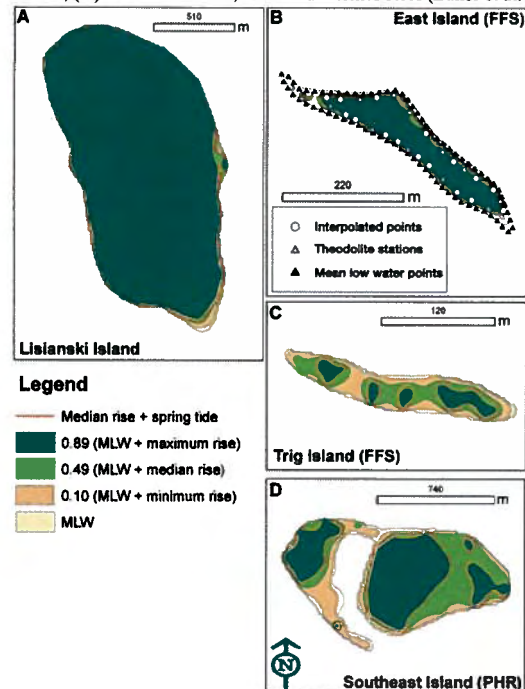 A
510
m
Lisianski Island
B
East Island (FFS)
220
m
Interpolated points
Theodolite stations
Mean low water points
C
120
m
Trig Island (FFS)
Legend
Median rise + spring tide
0.89 (MLW + maximum rise)
0.49 (MLW + median rise)
0.10 (MLW + minimum rise)
MLW
D
740
m
N
Southeast Island (PHR)